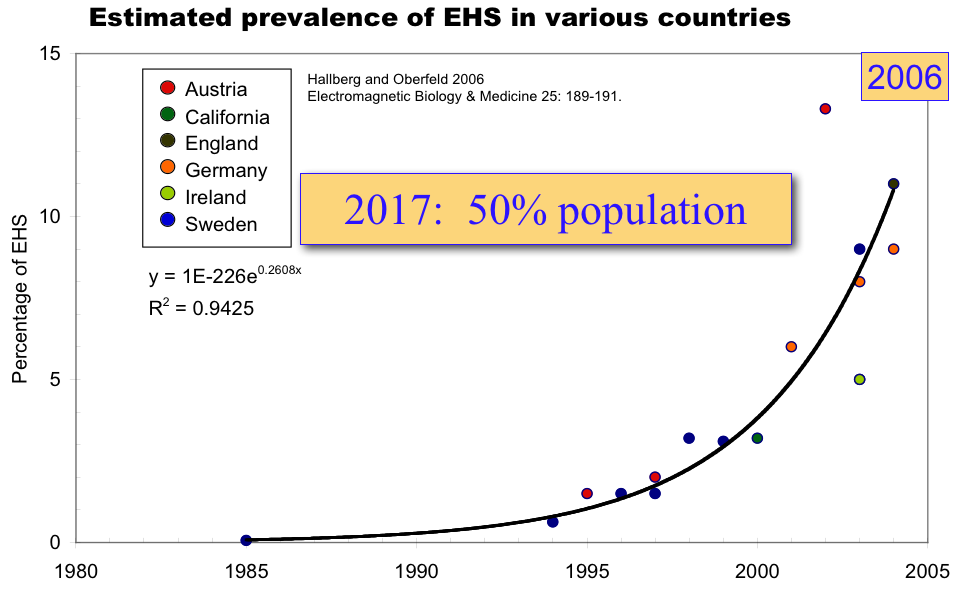 Estimated prevalence of EHS in various countries
15
2006
Hallberg and Oberfeld 2006
Electromagnetic Biology & Medicine 25: 189-191.
Austria
California
England
Germany
Ireland
Sweden
2017: 50% population
10
y = 1E-226e^0.2608x
R² = 0.9425
Percentage of EHS
5
0
1980 1985 1990 1995 2000 2005